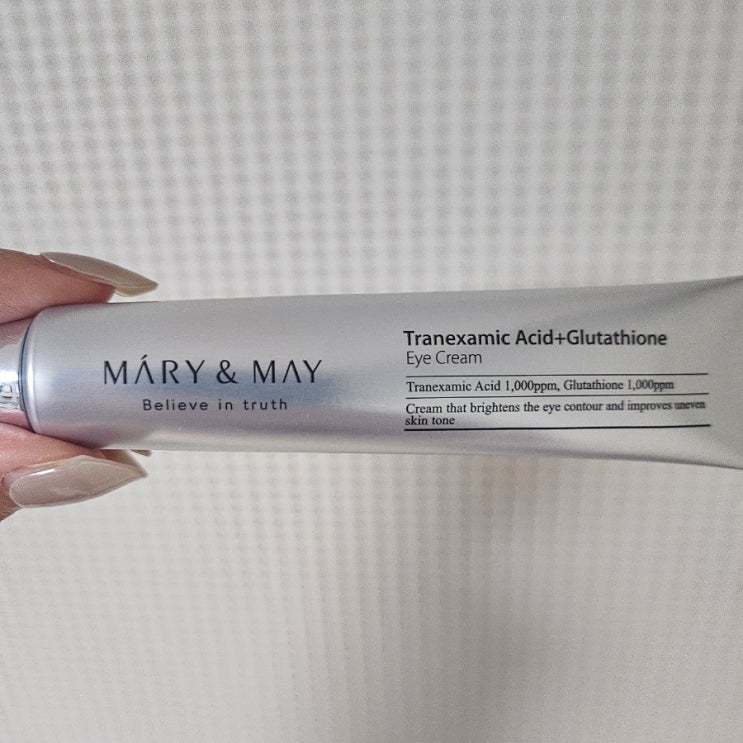 MÁRY & MAY
Believe in truth
Tranexamic Acid+Glutathione
Eye Cream
Tranexamic Acid 1,000ppm, Glutathione 1,000ppm
Cream that brightens the eye contour and improves uneven
skin tone